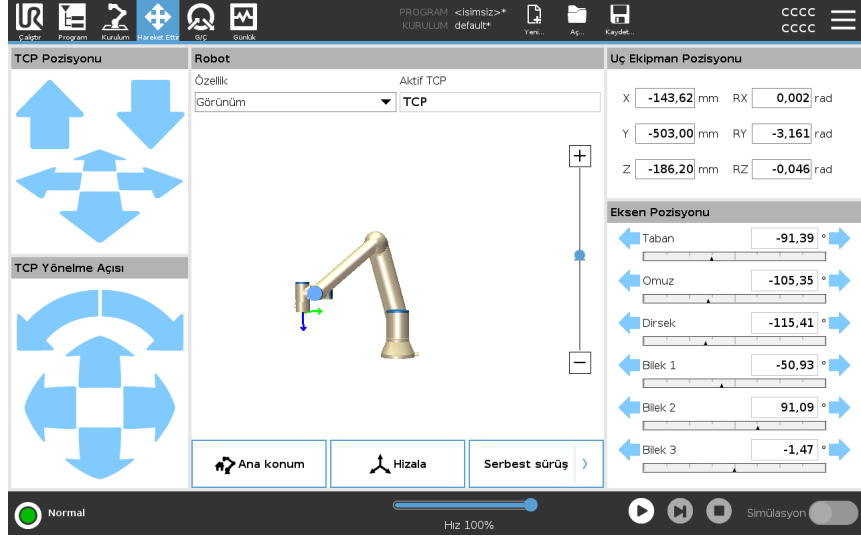 PROGRAM <isimsiz>*
KURULUM default*
CCCC
CCCC
Çalıştır Program Kurulum Hareket Ettir G/Ç Günlük Yeni... Aç... Kaydet...
TCP Pozisyonu
Robot
Özellik Aktif TCP
Görünüm TCP
Uç Ekipman Pozisyonu
X -143,62 mm RX 0,002 rad
Y -503,00 mm RY -3,161 rad
Z -186,20 mm RZ -0,046 rad
Eksen Pozisyonu
Taban -91,39 °
Omuz -105,35 °
Dirsek -115,41 °
Bilek 1 -50,93 °
Bilek 2 91,09 °
Bilek 3 -1,47 °
TCP Yönelme Açısı
Ana konum Hizala Serbest sürüş
Normal
Hız 100%
Simülasyon